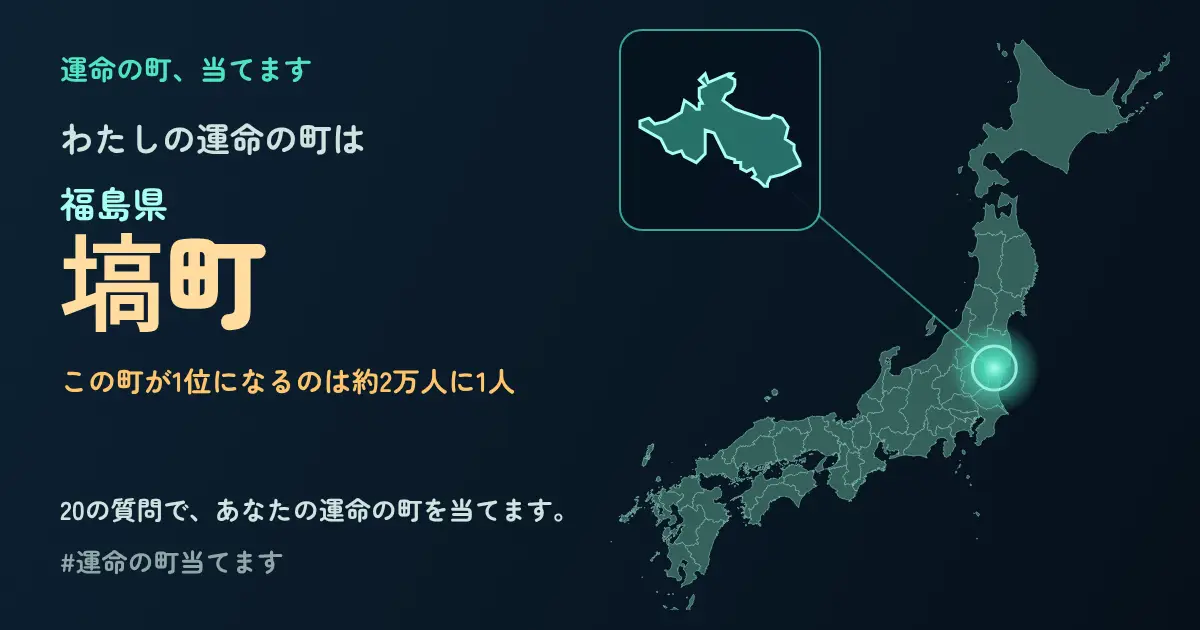 運命の町、当てます
わたしの運命の町は
福島県
塙町
この町が1位になるのは約2万人に1人
20の質問で、あなたの運命の町を当てます。
#運命の町当てます